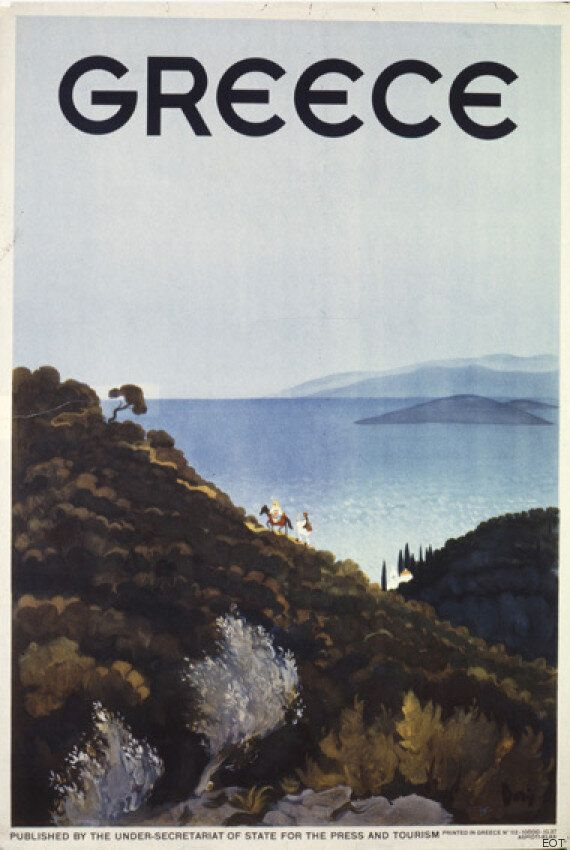 GREECE
PUBLISHED BY THE UNDER-SECRETARIAT OF STATE FOR THE PRESS AND TOURISM
PRINTED IN GREECE
EOT